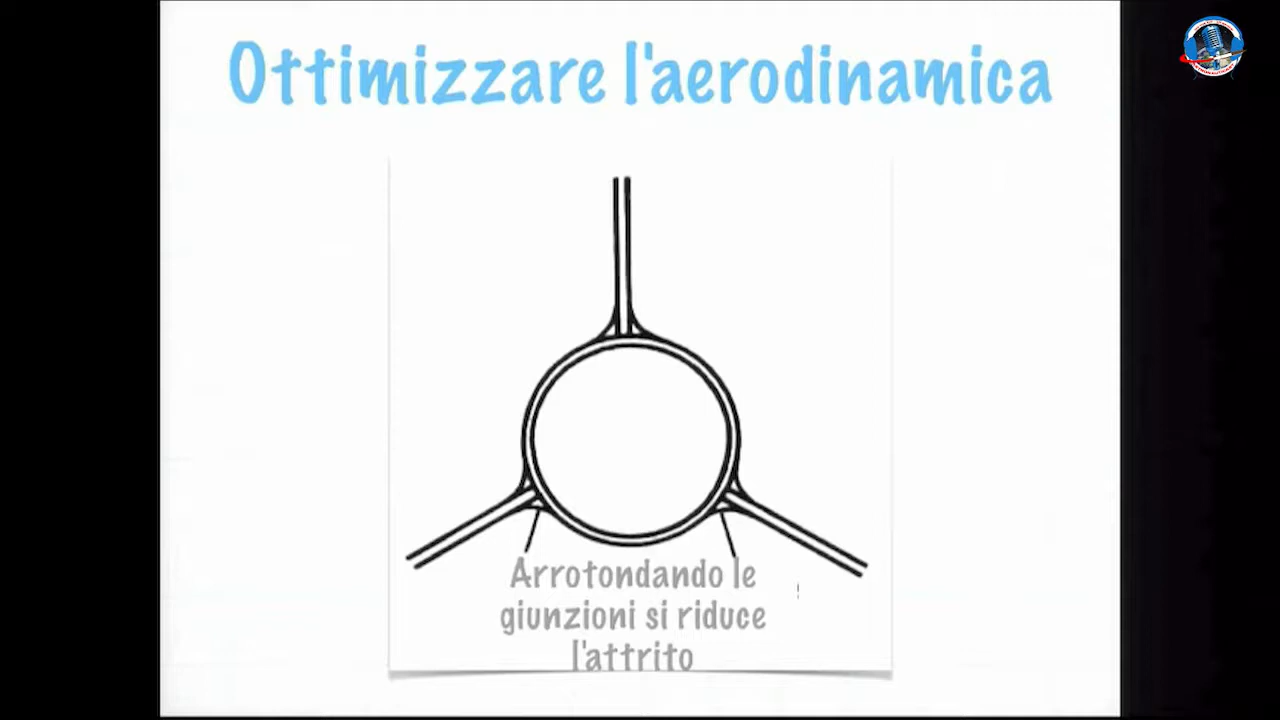 Ottimizzare l'aerodinamica
Arrotondando le
giunzioni si riduce
l'attrito